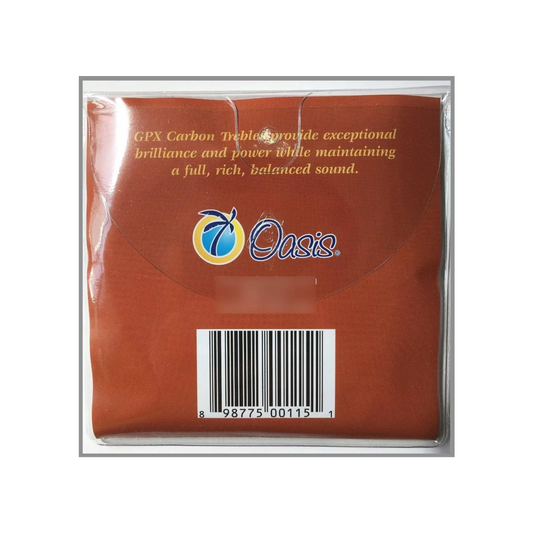 GPX Carbon Trebles provide exceptional
brilliance and power while maintaining
a full, rich, balanced sound.
Oasis®
8 98775 00115 1